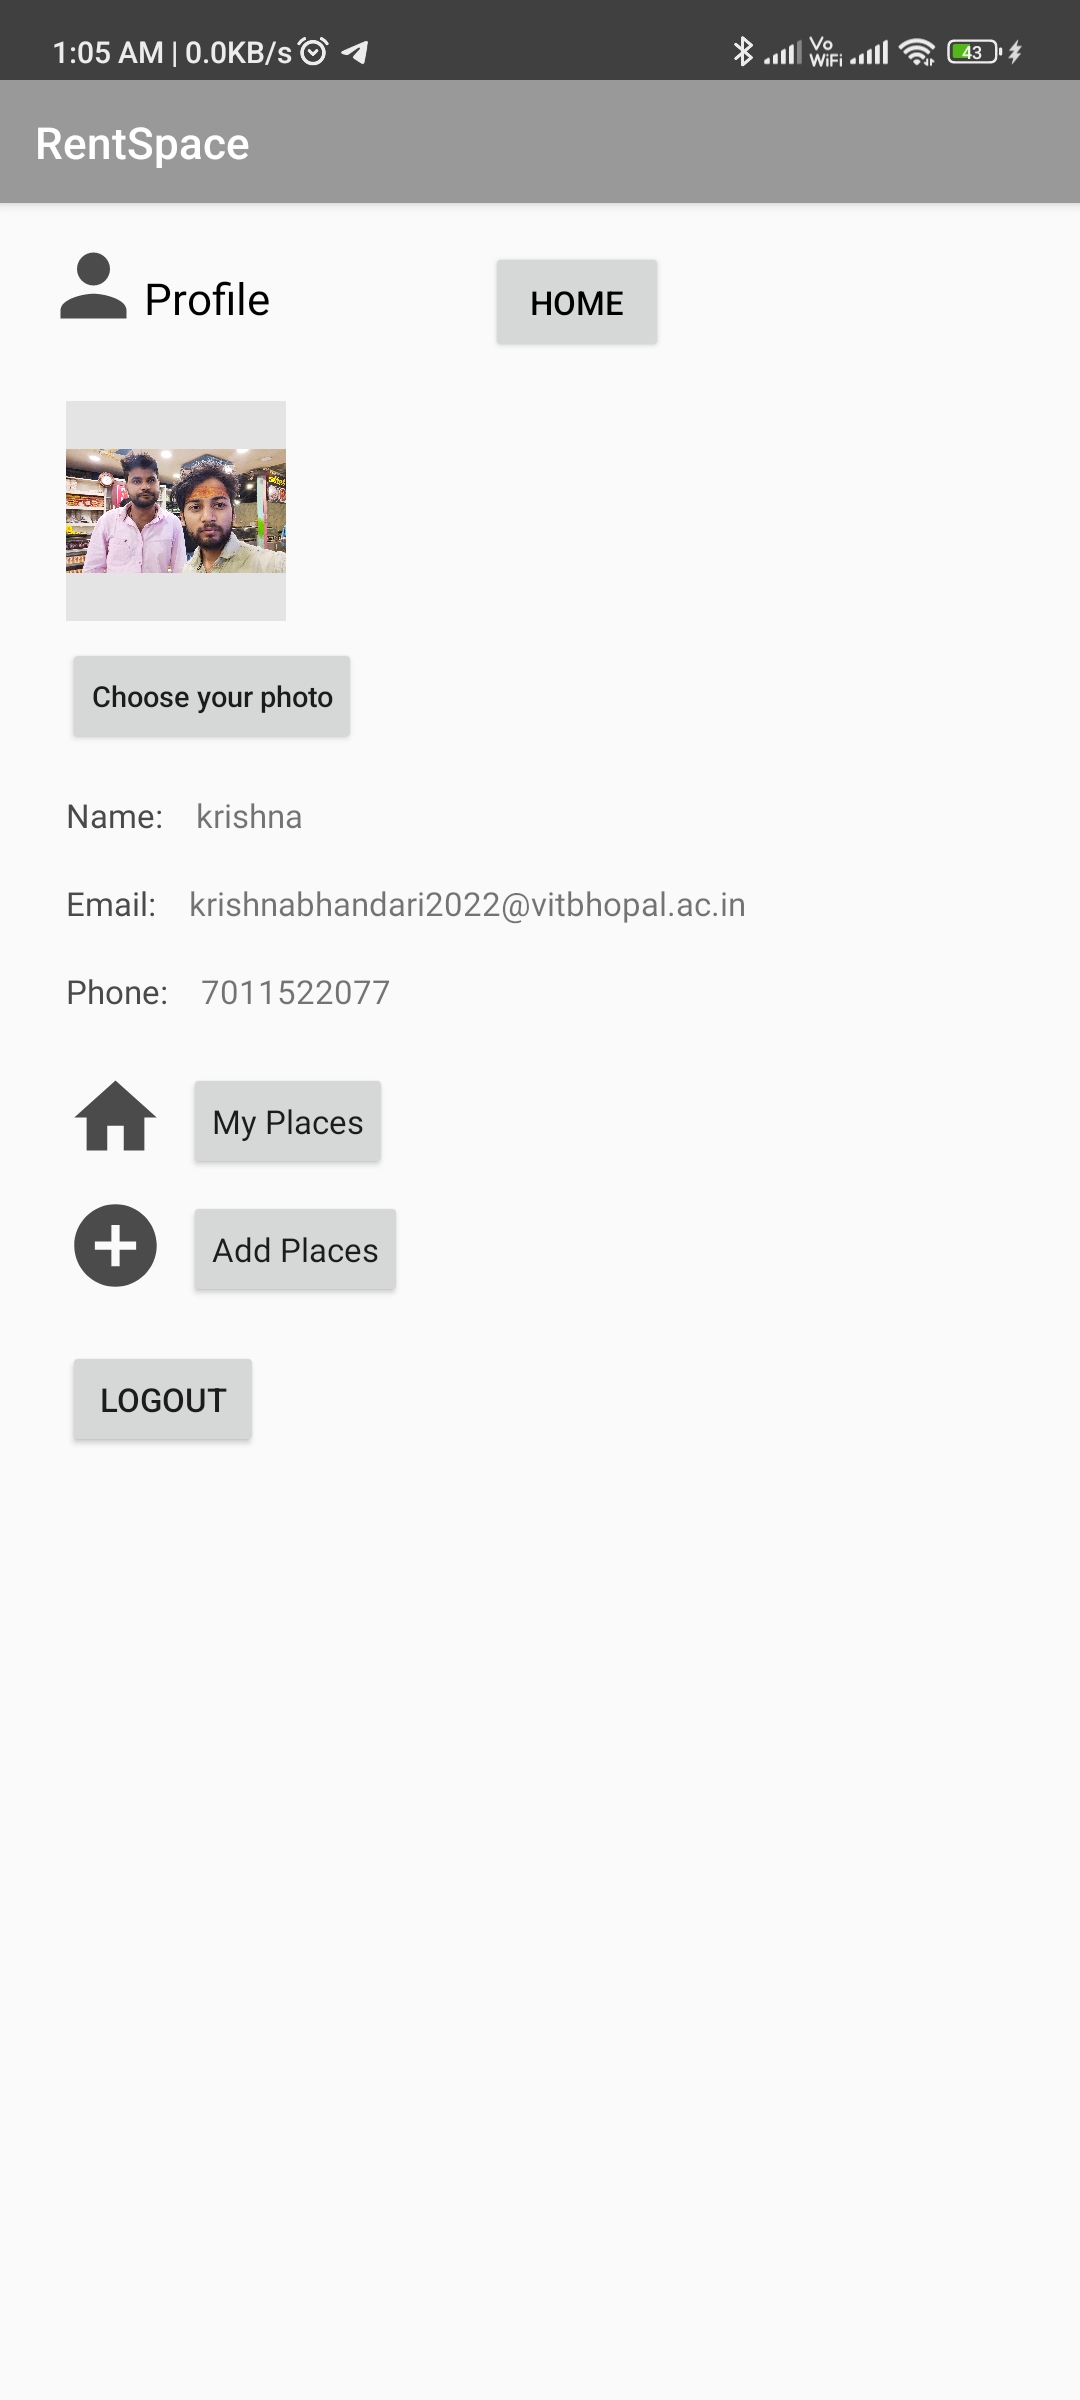 1:05 AM | 0.0KB/s Vo WiFi 43
RentSpace
Profile HOME
Choose your photo
Name: krishna
Email: krishnabhandari2022@vitbhopal.ac.in
Phone: 7011522077
My Places
Add Places
LOGOUT